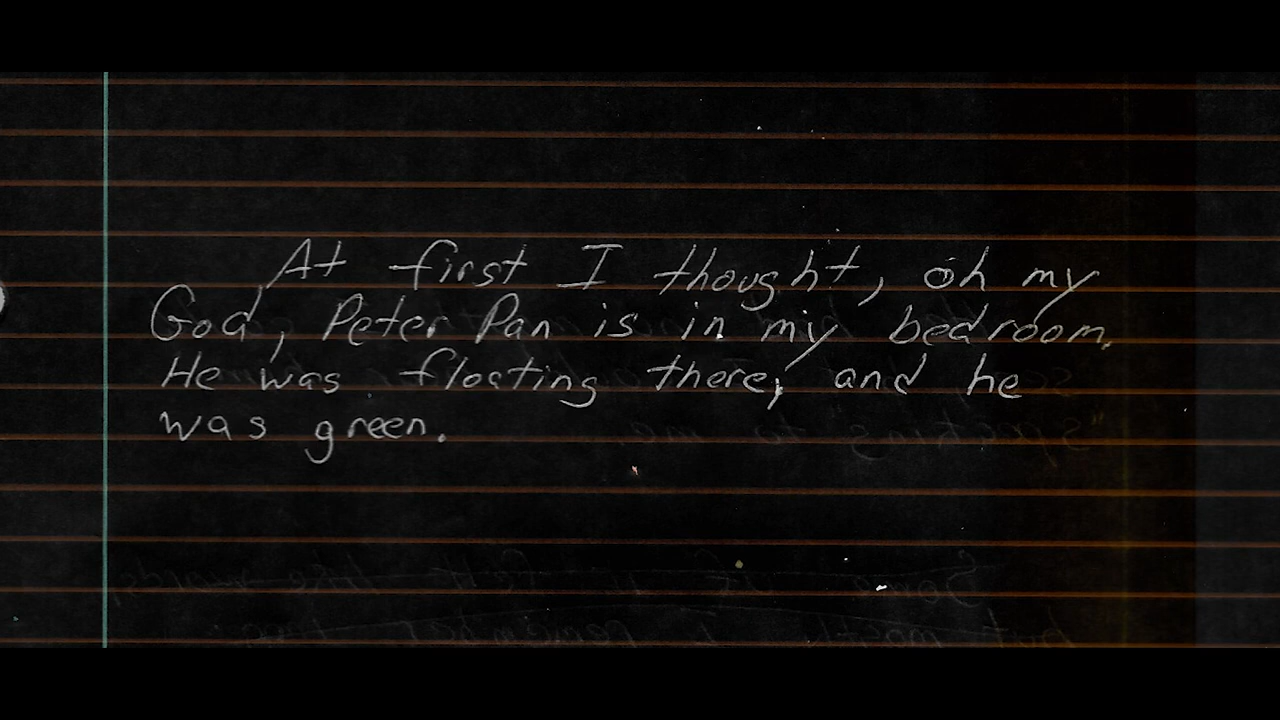 At first I thought, oh my
God, Peter Pan is in my bedroom.
He was floating there, and he
was green.